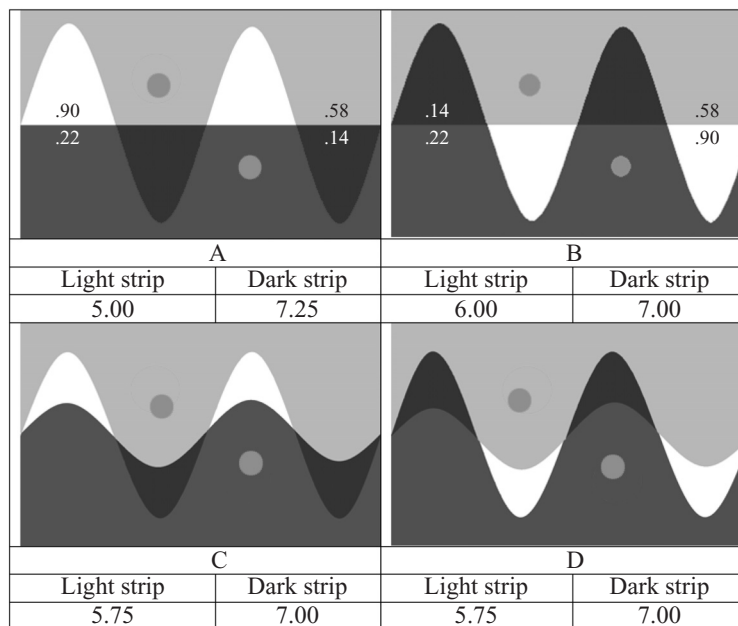 .90 .58
.22 .14
.14 .58
.22 .90
A B
Light strip Dark strip Light strip Dark strip
5.00 7.25 6.00 7.00
C D
Light strip Dark strip Light strip Dark strip
5.75 7.00 5.75 7.00